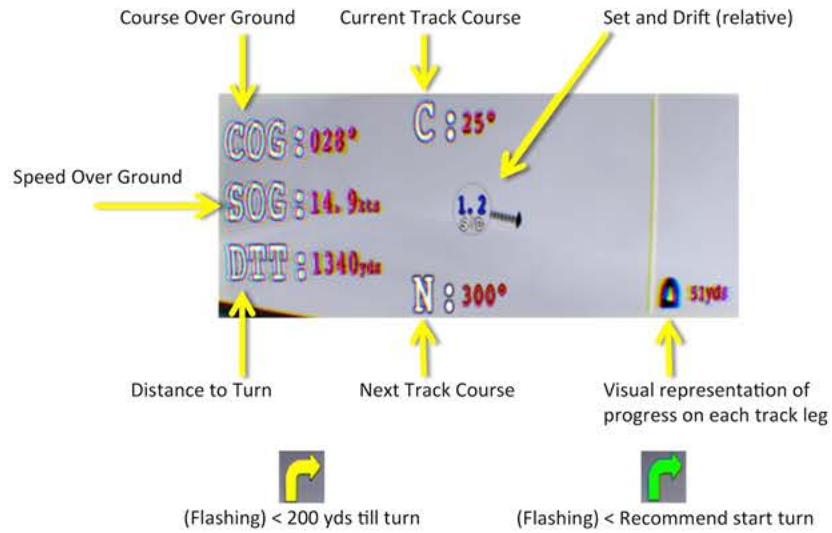 Course Over Ground
Current Track Course
Set and Drift (relative)
COG:028°
C:25°
Speed Over Ground
SOG:14.9kts
1.2
S/D
DTT:1340yds
N:300°
51yds
Distance to Turn
Next Track Course
Visual representation of
progress on each track leg
(Flashing) < 200 yds till turn
(Flashing) < Recommend start turn